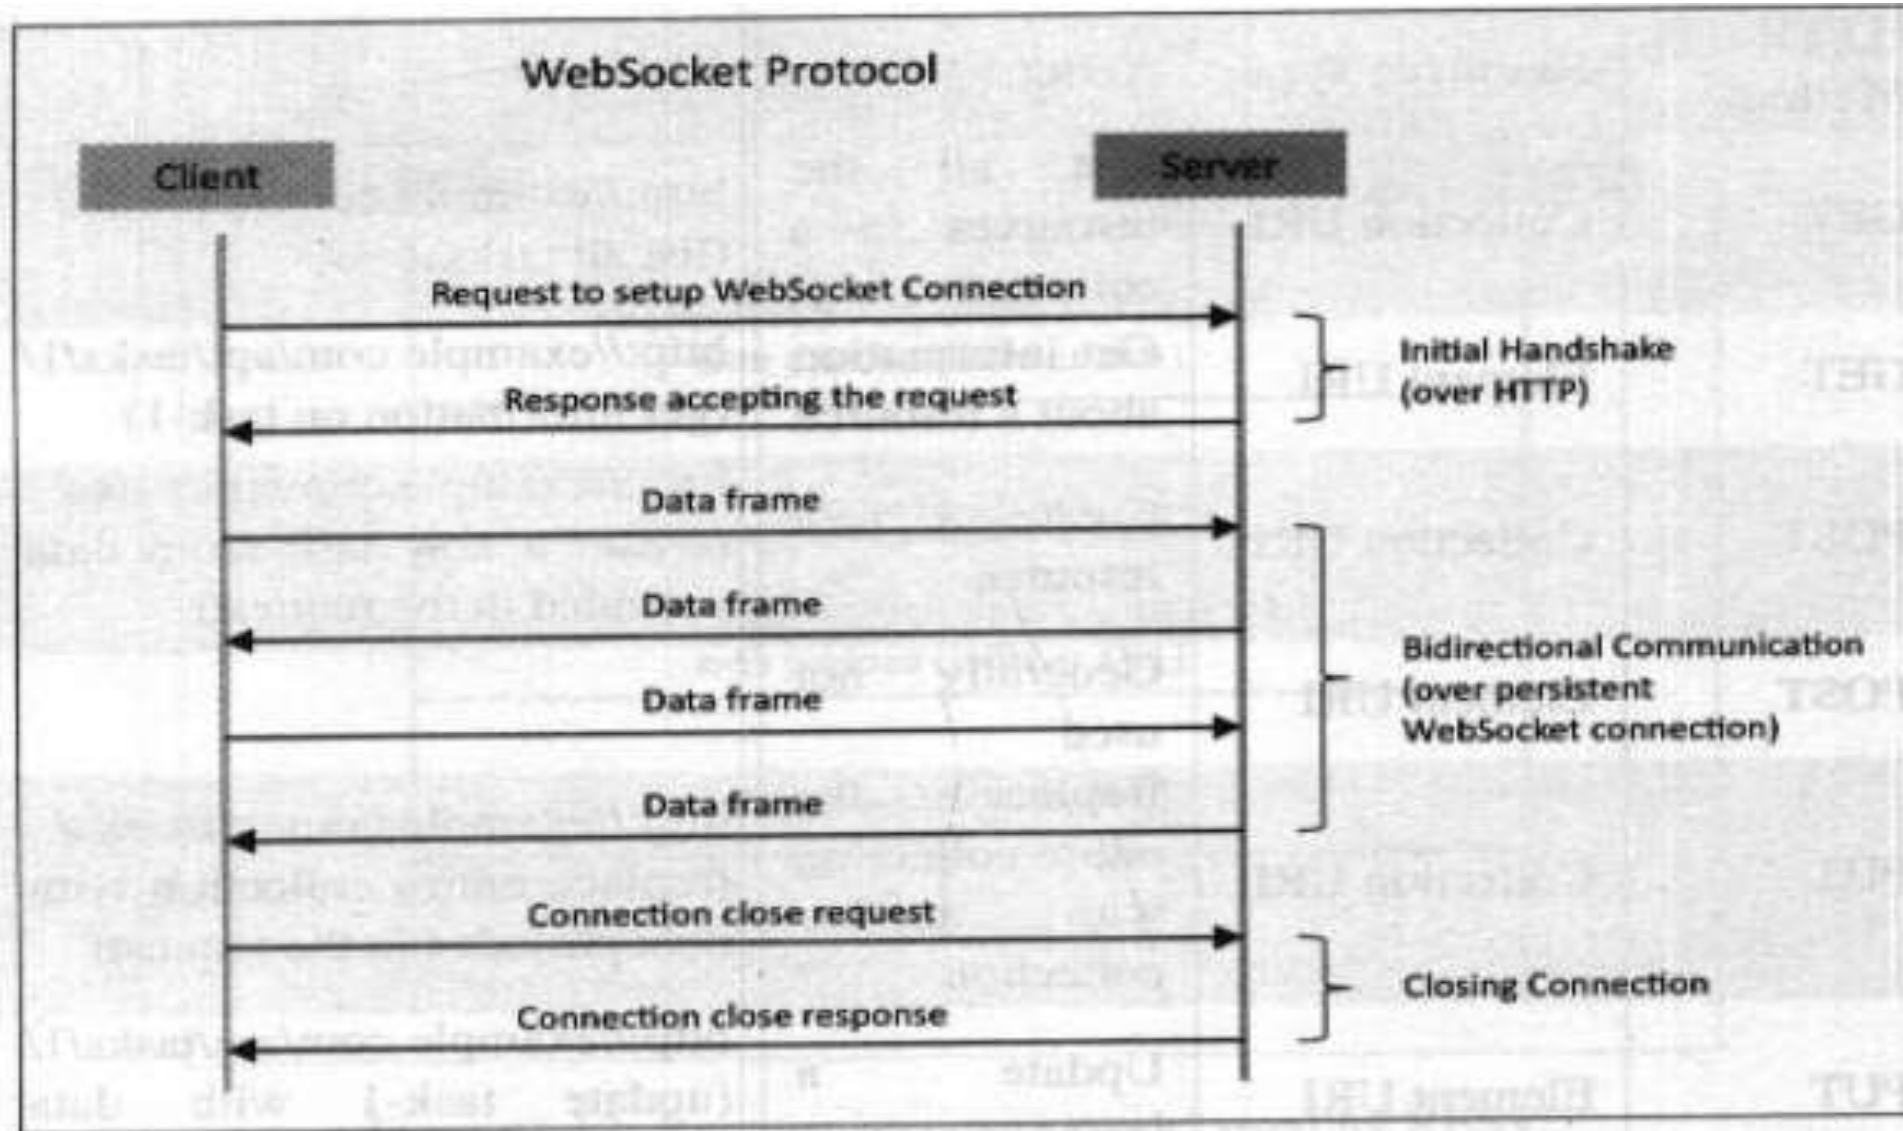 WebSocket Protocol
Client
Server
Request to setup WebSocket Connection
Initial Handshake
(over HTTP)
Response accepting the request
Data frame
Data frame
Bidirectional Communication
(over persistent
WebSocket connection)
Data frame
Data frame
Connection close request
Closing Connection
Connection close response